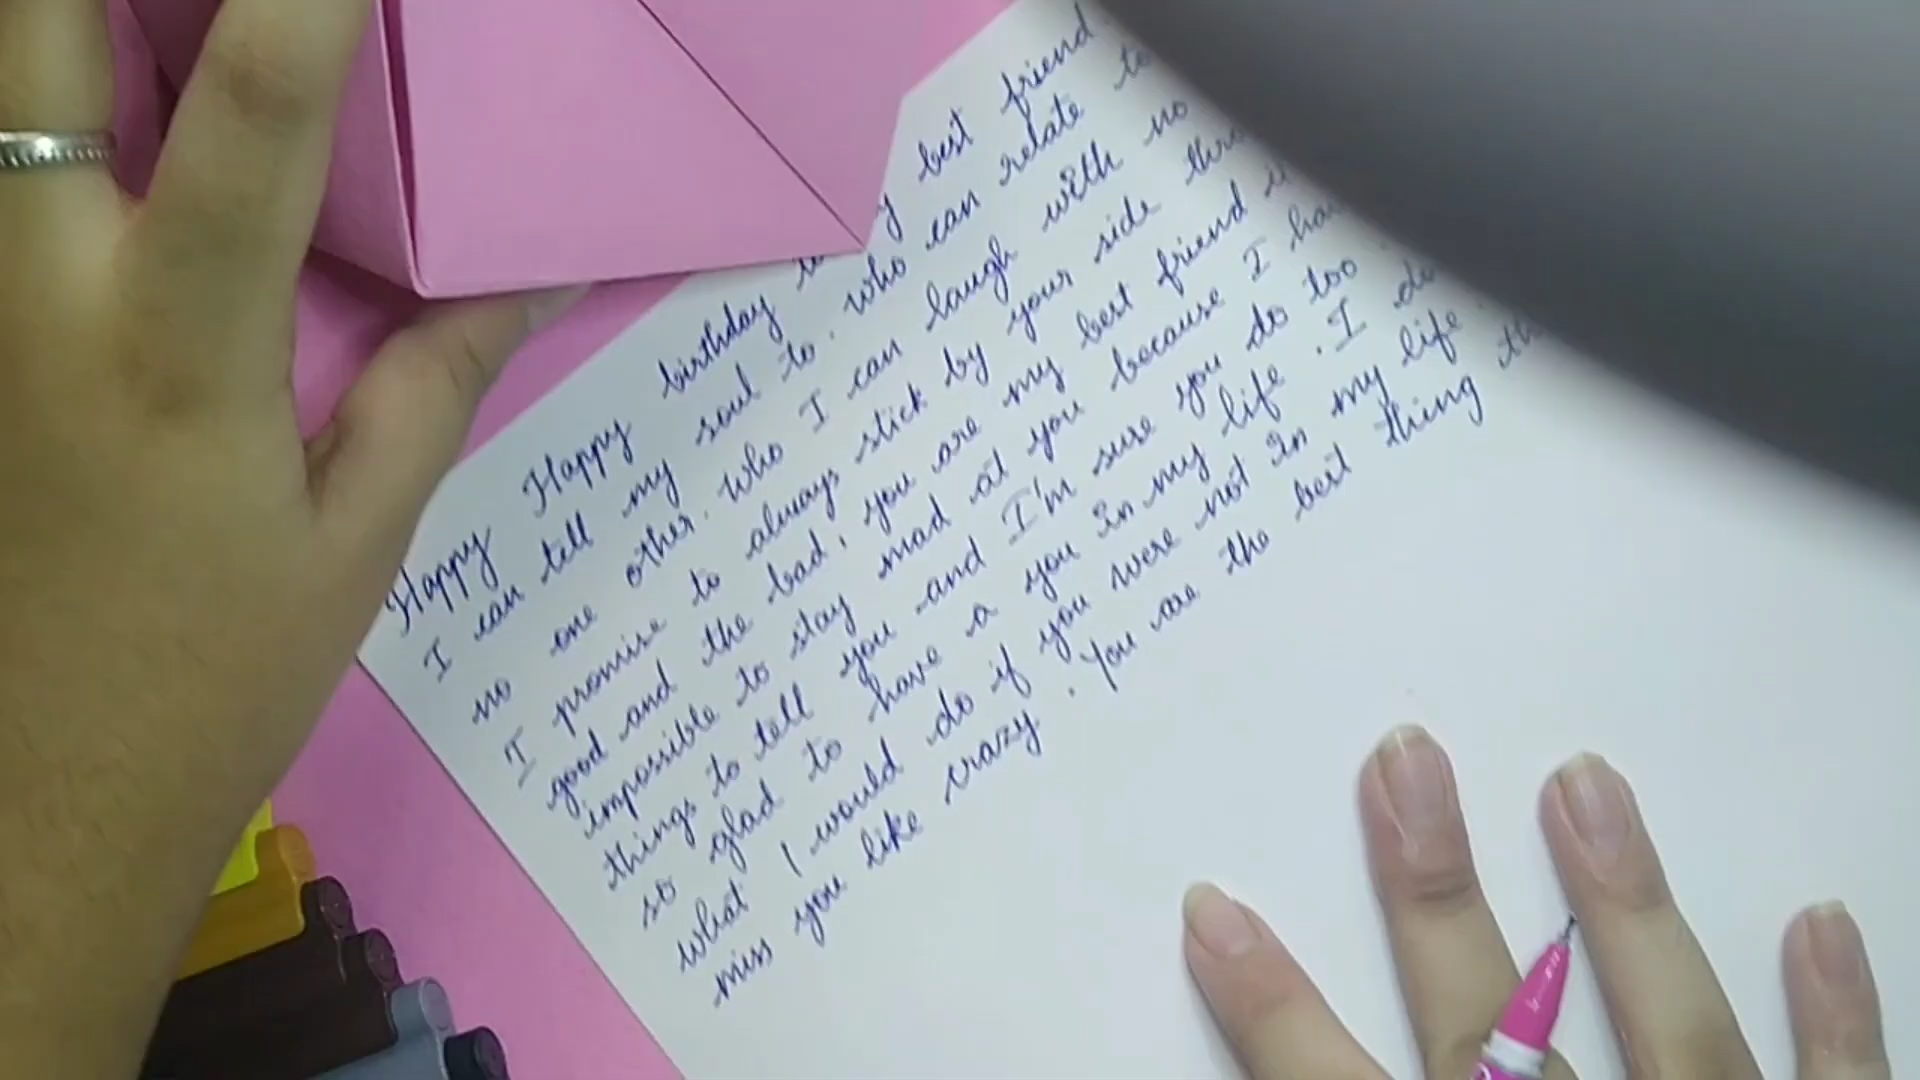 Happy Happy birthday best friend
I can tell my soul to. Who can relate to
no one other. Who I can laugh with no
I promise to always stick by your side
good and the bad, you are my best friend
impossible to stay mad at you because I
things to tell you and I'm sure you do too
so glad to have a you in my life . I do
what I would do if you were not In my life
miss you like crazy. . You are the best thing